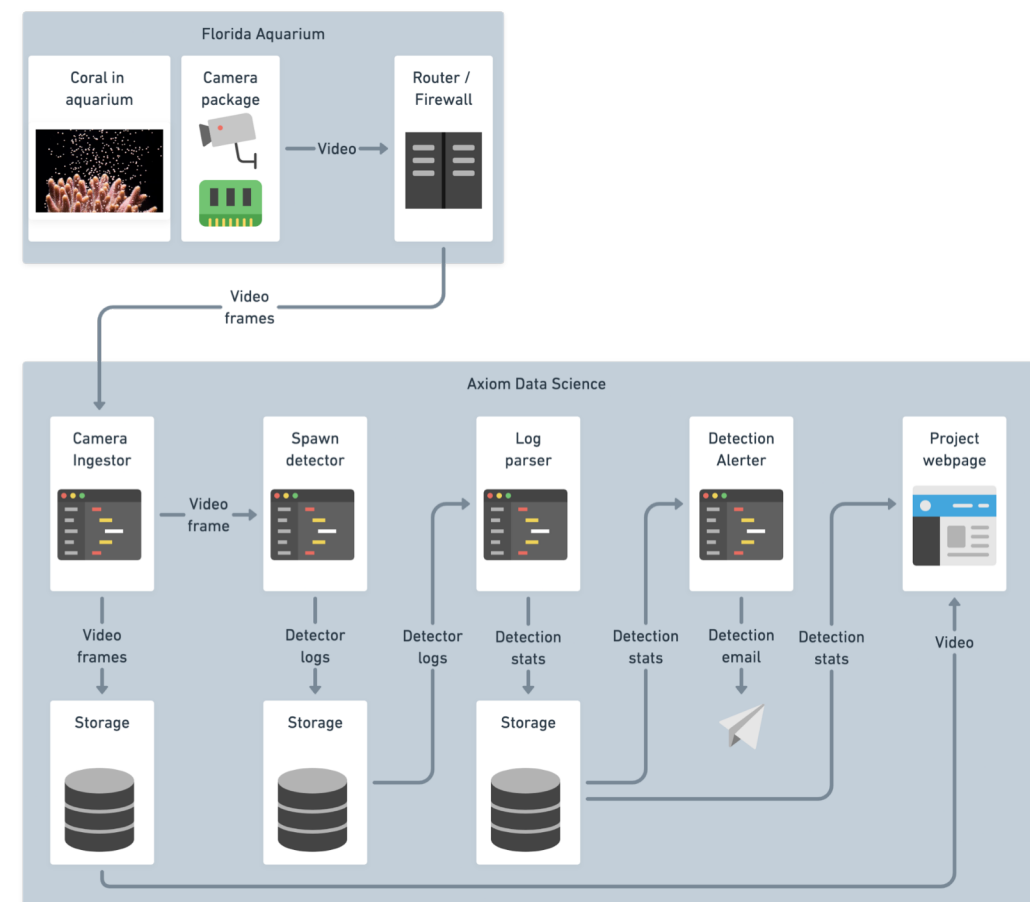 Florida Aquarium
Coral in
aquarium
Camera
package
Router /
Firewall
Video
Video
frames
Axiom Data Science
Camera
Ingestor
Spawn
detector
Log
parser
Detection
Alerter
Project
webpage
Video
frame
Video
frames
Detector
logs
Detector
logs
Detection
stats
Detection
stats
Detection
email
Detection
stats
Video
Storage
Storage
Storage